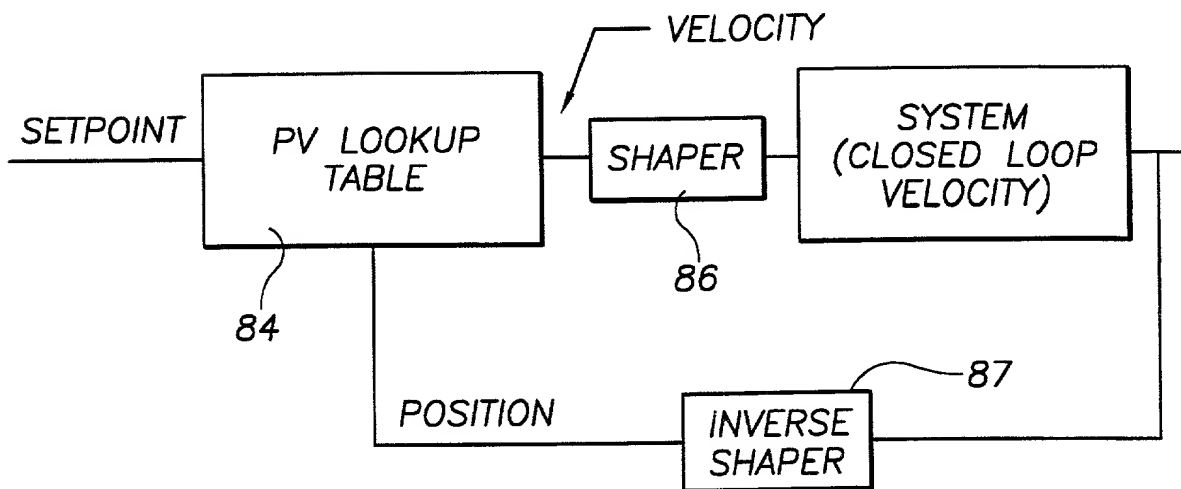 VELOCITY
SETPOINT
PV LOOKUP
TABLE
84
SHAPER
86
SYSTEM
(CLOSED LOOP
VELOCITY)
POSITION
INVERSE
SHAPER
87